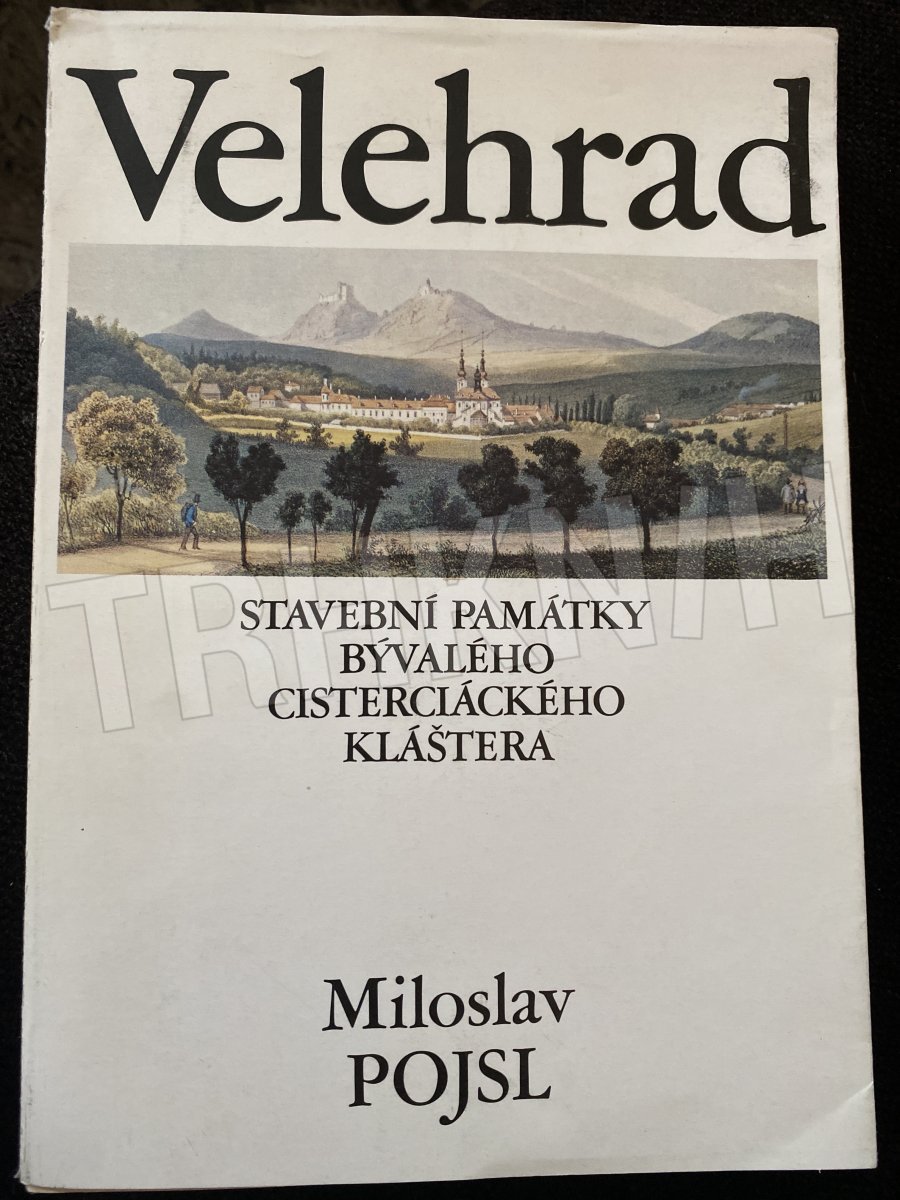 Velehrad
STAVEBNÍ PAMÁTKY
BÝVALÉHO
CISTERCIÁCKÉHO
KLÁŠTERA
Miloslav
POJSL